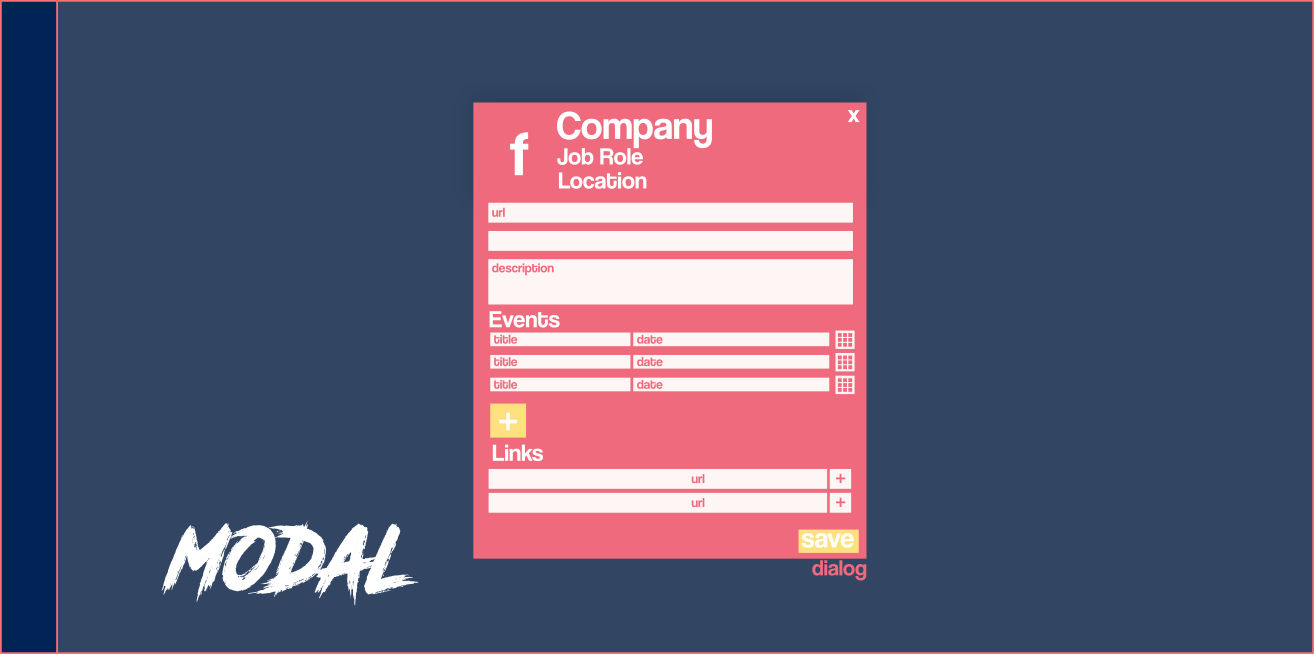 x
f
Company
Job Role
Location
url
description
Events
title date
title date
title date
+
Links
url +
url +
save
dialog
MODAL